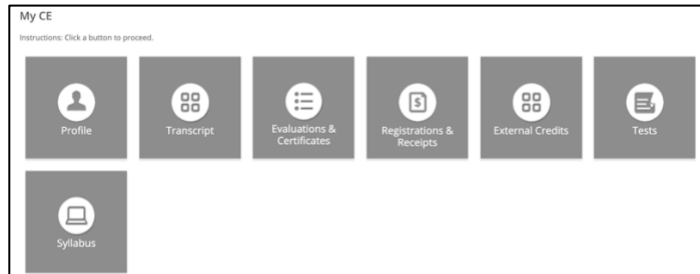 My CE
Instructions: Click a button to proceed.
Profile
Transcript
Evaluations &
Certificates
$
Registrations &
Receipts
External Credits
Tests
Syllabus